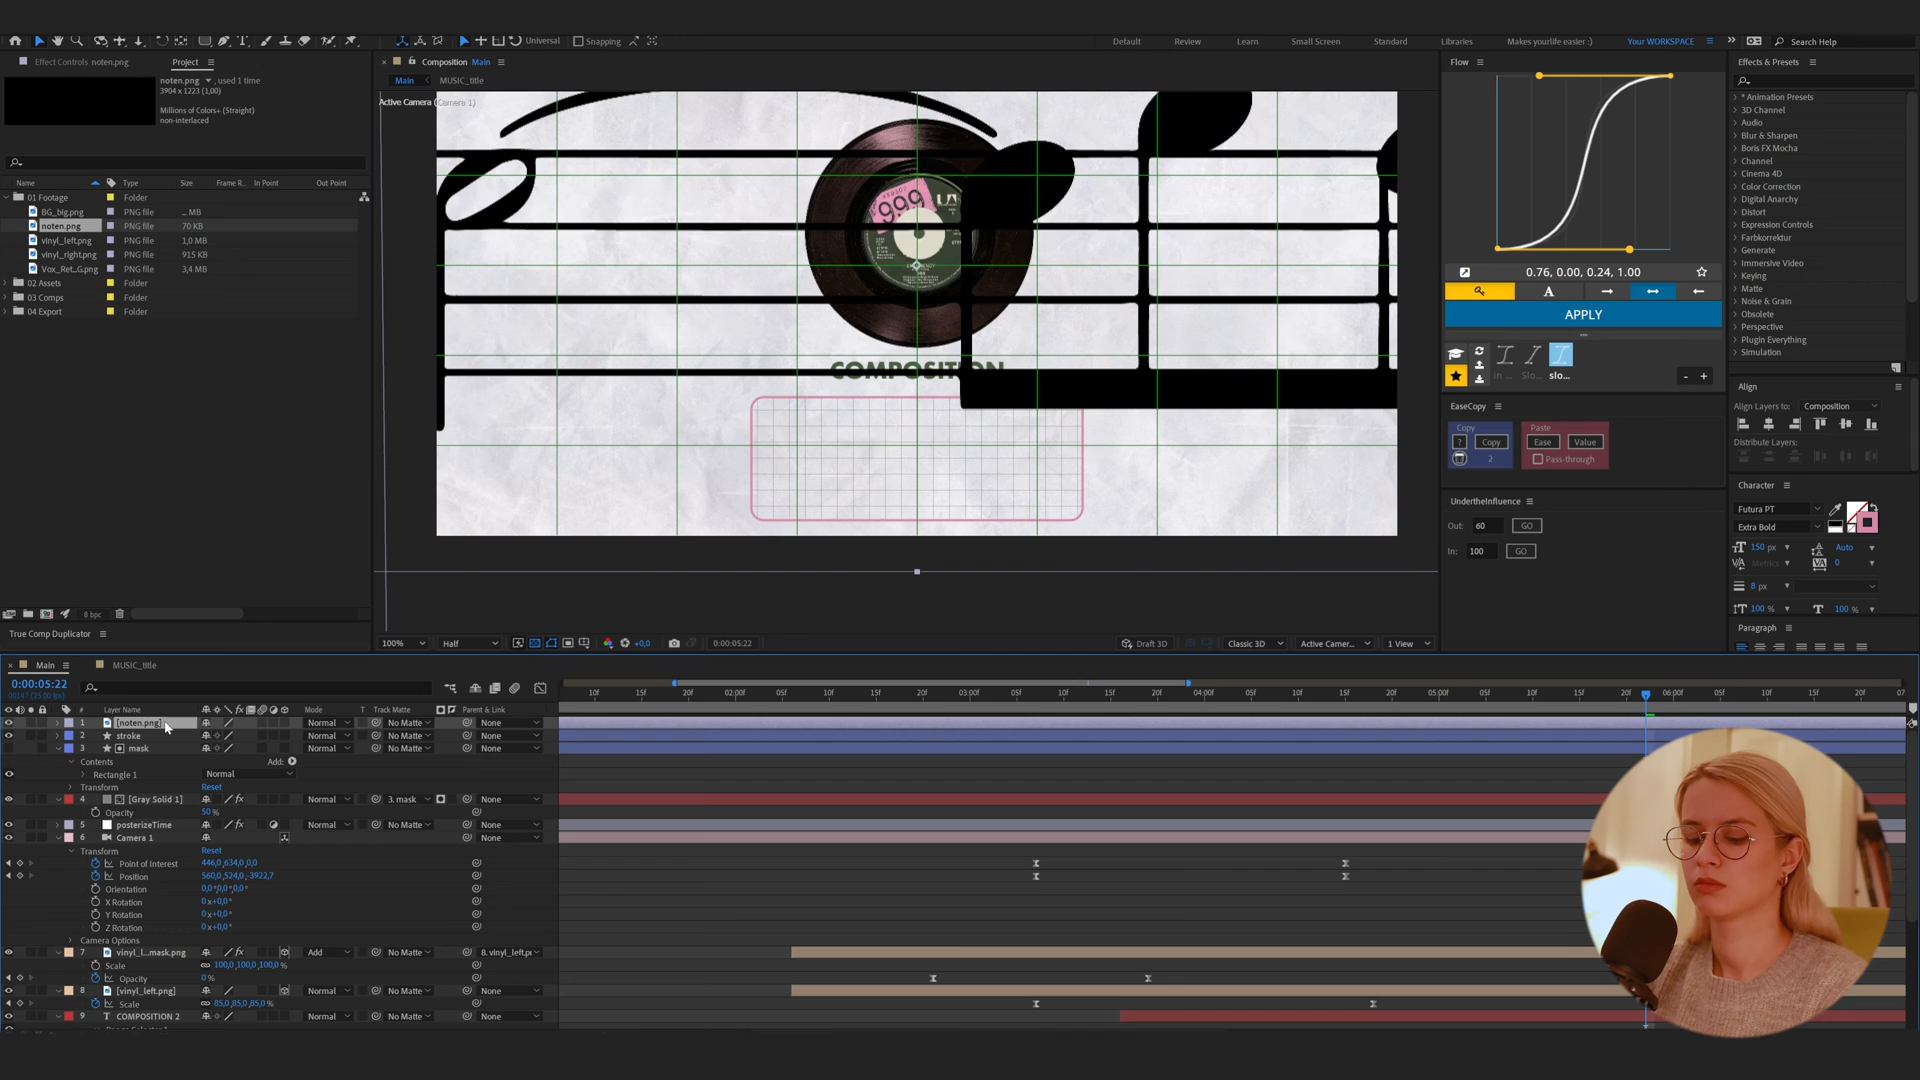 Universal
Snapping
Default
Review
Learn
Small Screen
Standard
Libraries
Makes yourlife easier :)
Your WORKSPACE
Search Help
Effect Controls noten.png
Project
noten.png , used 1 time
3904 x 1223 (1,00)
Millions of Colors+ (Straight)
non-interlaced
Name Type Size Frame R... In Point Out Point
01 Footage Folder
BG_big.png PNG file ... MB
noten.png PNG file 70 KB
vinyl_left.png PNG file 1,0 MB
vinyl_right.png PNG file 915 KB
Vox_Ret...G.png PNG file 3,4 MB
02 Assets Folder
03 Comps Folder
04 Export Folder
8 bpc
True Comp Duplicator
Composition Main
Main MUSIC_title
Active Camera (Camera 1)
999
UA
COMPOSITION
100% Half +0,0 0:00:05:22 Draft 3D Classic 3D Active Camer... 1 View
Flow
0.76, 0.00, 0.24, 1.00
A
APPLY
in ... Slo... slo...
- +
EaseCopy
Copy Paste
? Copy Ease Value
2 Pass-through
UndertheInfluence
Out: 60 GO
In: 100 GO
Effects & Presets
* Animation Presets
3D Channel
Audio
Blur & Sharpen
Boris FX Mocha
Channel
Cinema 4D
Color Correction
Digital Anarchy
Distort
Expression Controls
Farbkorrektur
Generate
Immersive Video
Keying
Matte
Noise & Grain
Obsolete
Perspective
Plugin Everything
Simulation
Align
Align Layers to: Composition
Distribute Layers:
Character
Futura PT
Extra Bold
150 px Auto
Metrics 0
8 px
100 % 100 %
Paragraph
Main MUSIC_title
0:00:05:22
00147 (25.00 fps)
10f 15f 20f 02:00f 05f 10f 15f 20f 03:00f 05f 10f 15f 20f 04:00f 05f 10f 15f 20f 05:00f 05f 10f 15f 20f 06:00f 05f 10f 15f 20f
# Layer Name Mode T Track Matte Parent & Link
1 [noten.png] Normal No Matte None
2 stroke Normal No Matte None
3 mask Normal No Matte None
Contents Add:
Rectangle 1 Normal
Transform Reset
4 [Gray Solid 1] Normal 3. mask None
Opacity 50 %
5 posterizeTime Normal No Matte None
6 Camera 1 None
Transform Reset
Point of Interest 446,0,634,0,0,0
Position 560,0,524,0,-3922,7
Orientation 0,0°,0,0°,0,0°
X Rotation 0 x+0,0°
Y Rotation 0 x+0,0°
Z Rotation 0 x+0,0°
Camera Options
7 vinyl_l...mask.png Add No Matte 8. vinyl_left.p
Scale 100,0,100,0,100,0 %
Opacity 0 %
8 [vinyl_left.png] Normal No Matte None
Scale 85,0,85,0,85,0 %
9 T COMPOSITION 2 Normal No Matte None